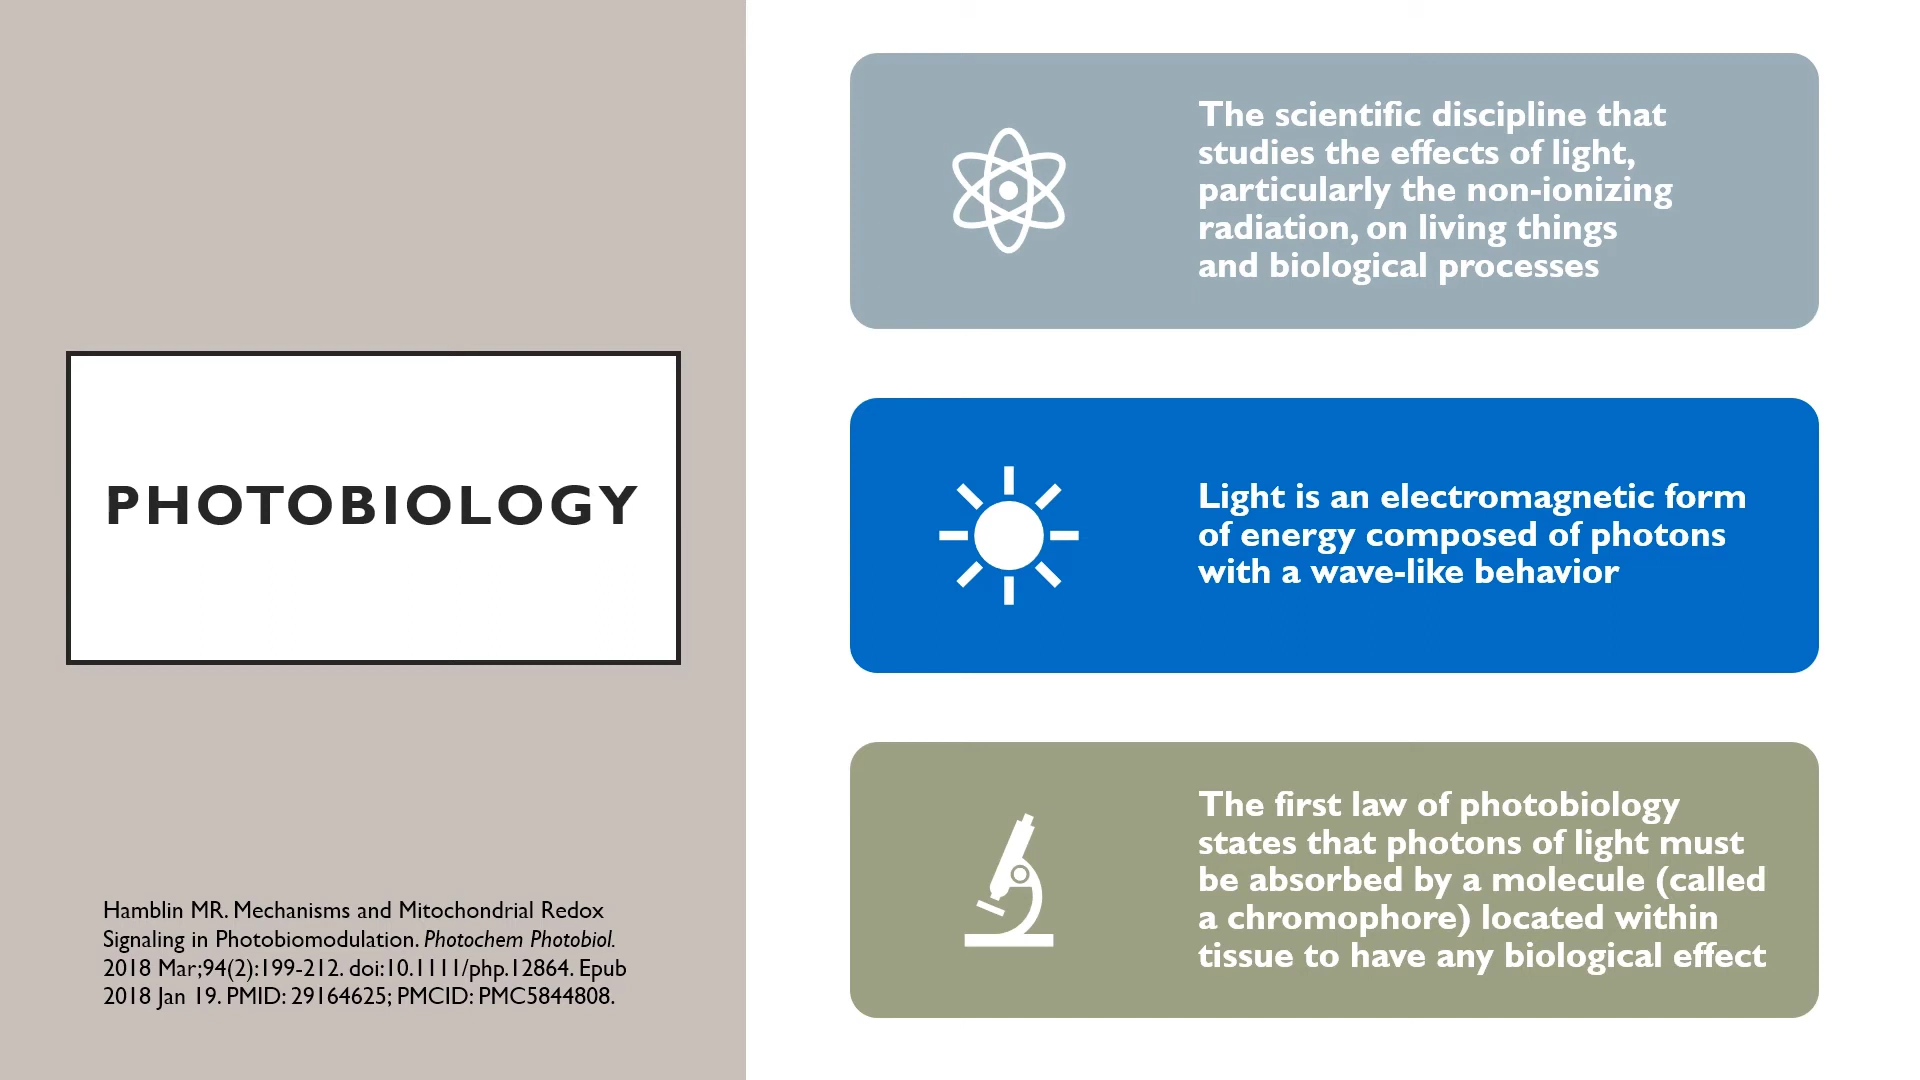 PHOTOBIOLOGY
Hamblin MR. Mechanisms and Mitochondrial Redox
Signaling in Photobiomodulation. Photochem Photobiol.
2018 Mar;94(2):199-212. doi:10.1111/php.12864. Epub
2018 Jan 19. PMID: 29164625; PMCID: PMC5844808.
The scientific discipline that
studies the effects of light,
particularly the non-ionizing
radiation, on living things
and biological processes
Light is an electromagnetic form
of energy composed of photons
with a wave-like behavior
The first law of photobiology
states that photons of light must
be absorbed by a molecule (called
a chromophore) located within
tissue to have any biological effect